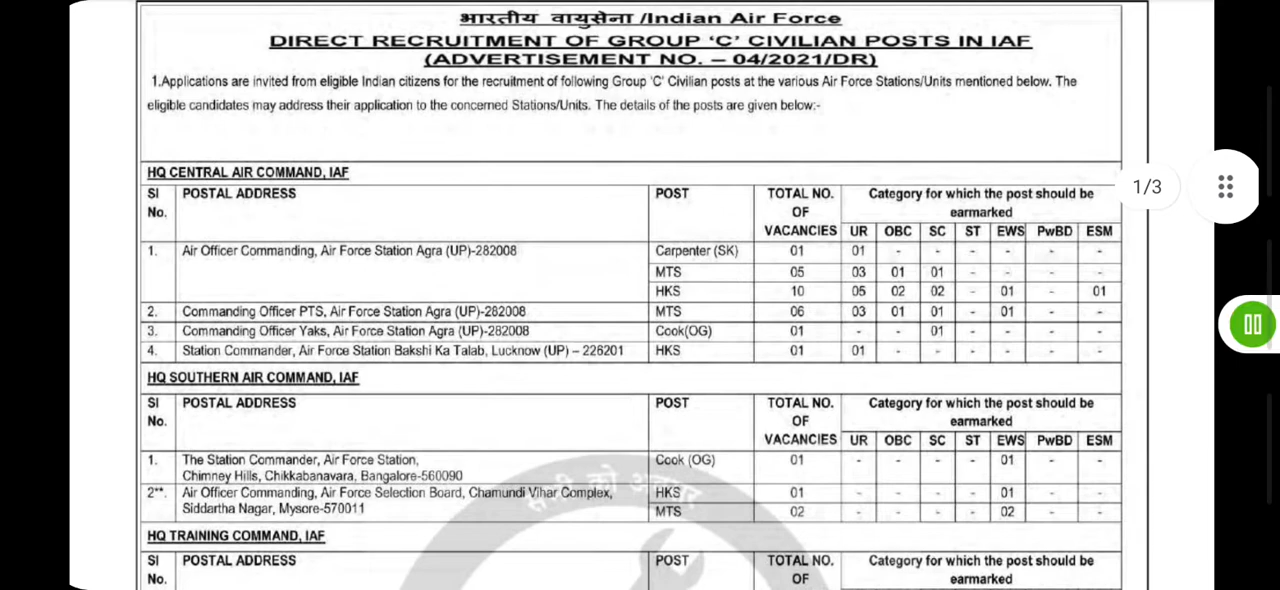 भारतीय वायुसेना /Indian Air Force
DIRECT RECRUITMENT OF GROUP 'C' CIVILIAN POSTS IN IAF
(ADVERTISEMENT NO. – 04/2021/DR)
1.Applications are invited from eligible Indian citizens for the recruitment of following Group 'C' Civilian posts at the various Air Force Stations/Units mentioned below. The
eligible candidates may address their application to the concerned Stations/Units. The details of the posts are given below:-
HQ CENTRAL AIR COMMAND, IAF
1/3
SI No. POSTAL ADDRESS POST TOTAL NO. OF VACANCIES Category for which the post should be earmarked
UR OBC SC ST EWS PwBD ESM
1. Air Officer Commanding, Air Force Station Agra (UP)-282008 Carpenter (SK) 01 01 - - - - - -
MTS 05 03 01 01 - - - -
HKS 10 05 02 02 - 01 - 01
2. Commanding Officer PTS, Air Force Station Agra (UP)-282008 MTS 06 03 01 01 - 01 - -
3. Commanding Officer Yaks, Air Force Station Agra (UP)-282008 Cook(OG) 01 - - 01 - - - -
4. Station Commander, Air Force Station Bakshi Ka Talab, Lucknow (UP) – 226201 HKS 01 01 - - - - - -
HQ SOUTHERN AIR COMMAND, IAF
SI No. POSTAL ADDRESS POST TOTAL NO. OF VACANCIES Category for which the post should be earmarked
UR OBC SC ST EWS PwBD ESM
1. The Station Commander, Air Force Station, Cook (OG) 01 - - - - 01 - -
Chimney Hills, Chikkabanavara, Bangalore-560090
2**. Air Officer Commanding, Air Force Selection Board, Chamundi Vihar Complex, HKS 01 - - - - 01 - -
Siddartha Nagar, Mysore-570011 MTS 02 - - - - 02 - -
HQ TRAINING COMMAND, IAF
SI No. POSTAL ADDRESS POST TOTAL NO. OF Category for which the post should be earmarked